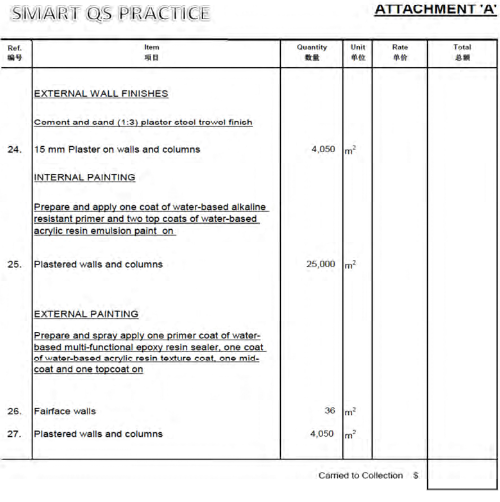 SMART QS PRACTICE
ATTACHMENT 'A'
Ref. Item Quantity Unit Rate Total
编号 项目 数量 单位 单价 总额
EXTERNAL WALL FINISHES
Cement and sand (1:3) plaster steel trowel finish
24. 15 mm Plaster on walls and columns 4,050 m²
INTERNAL PAINTING
Prepare and apply one coat of water-based alkaline
resistant primer and two top coats of water-based
acrylic resin emulsion paint on
25. Plastered walls and columns 25,000 m²
EXTERNAL PAINTING
Prepare and spray apply one primer coat of water-
based multi-functional epoxy resin sealer, one coat
of water-based acrylic resin texture coat, one mid-
coat and one topcoat on
26. Fairface walls 36 m²
27. Plastered walls and columns 4,050 m²
Carried to Collection $